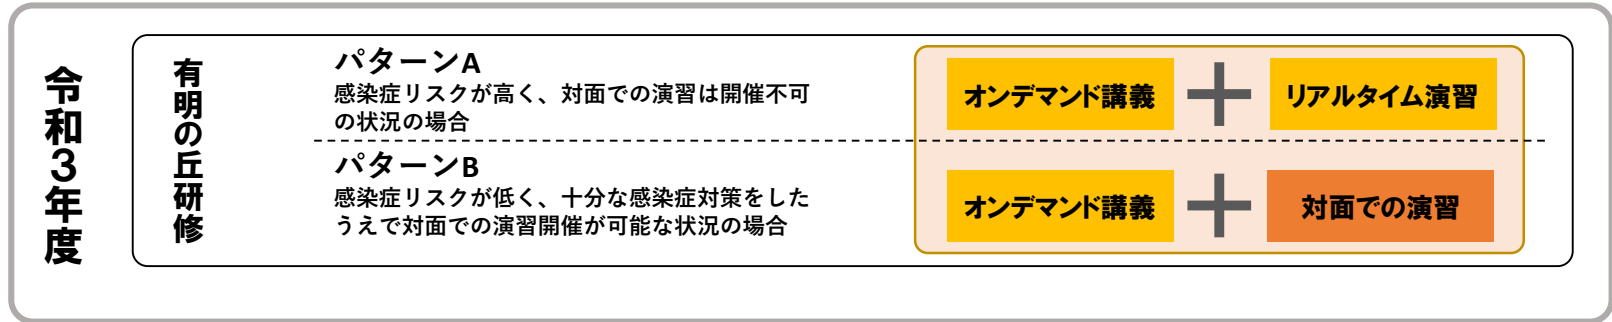 令和３年度
有明の丘研修
パターンA
感染症リスクが高く、対面での演習は開催不可
の状況の場合
オンデマンド講義
リアルタイム演習
パターンB
感染症リスクが低く、十分な感染症対策をした
うえで対面での演習開催が可能な状況の場合
オンデマンド講義
対面での演習